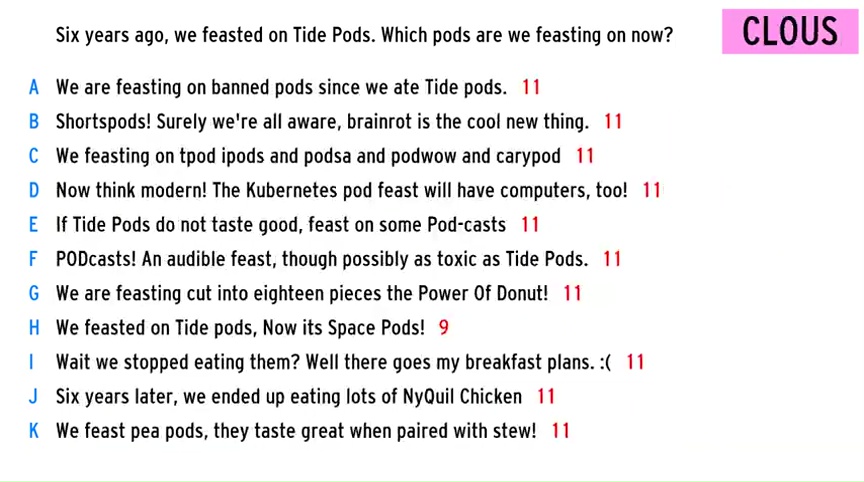 Six years ago, we feasted on Tide Pods. Which pods are we feasting on now?
CLOUS
A We are feasting on banned pods since we ate Tide pods. 11
B Shortspods! Surely we're all aware, brainrot is the cool new thing. 11
C We feasting on tpod ipods and podsa and podwow and carypod 11
D Now think modern! The Kubernetes pod feast will have computers, too! 11
E If Tide Pods do not taste good, feast on some Pod-casts 11
F PODcasts! An audible feast, though possibly as toxic as Tide Pods. 11
G We are feasting cut into eighteen pieces the Power Of Donut! 11
H We feasted on Tide pods, Now its Space Pods! 9
I Wait we stopped eating them? Well there goes my breakfast plans. :( 11
J Six years later, we ended up eating lots of NyQuil Chicken 11
K We feast pea pods, they taste great when paired with stew! 11